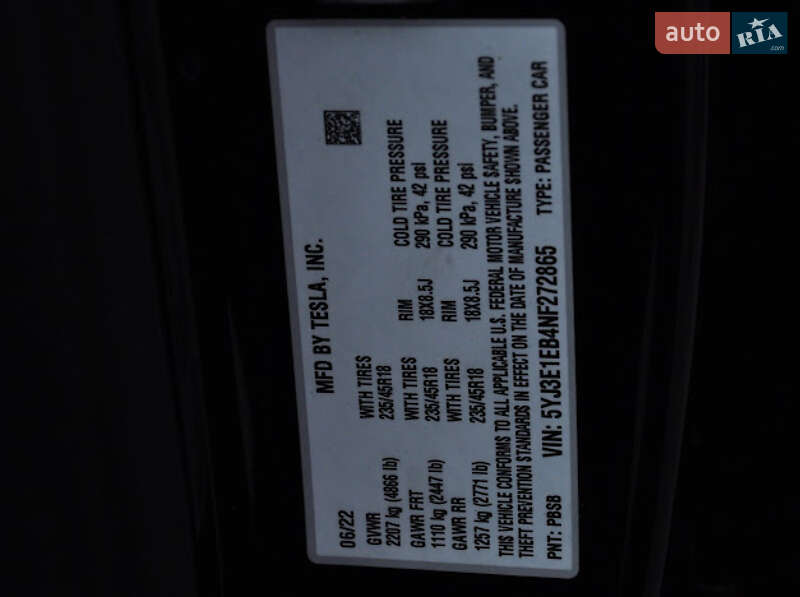 auto RIA.com
MFD BY TESLA, INC.
06/22
GVWR WITH TIRES RIM COLD TIRE PRESSURE
2207 kg (4866 lb) 235/45R18 18X8.5J 290 kPa, 42 psi
GAWR FRT WITH TIRES RIM COLD TIRE PRESSURE
1110 kg (2447 lb) 235/45R18 18X8.5J 290 kPa, 42 psi
GAWR RR WITH TIRES
1257 kg (2771 lb) 235/45R18
THIS VEHICLE CONFORMS TO ALL APPLICABLE U.S. FEDERAL MOTOR VEHICLE SAFETY, BUMPER, AND
THEFT PREVENTION STANDARDS IN EFFECT ON THE DATE OF MANUFACTURE SHOWN ABOVE.
PNT: PBSB VIN: 5YJ3E1EB4NF272865 TYPE: PASSENGER CAR